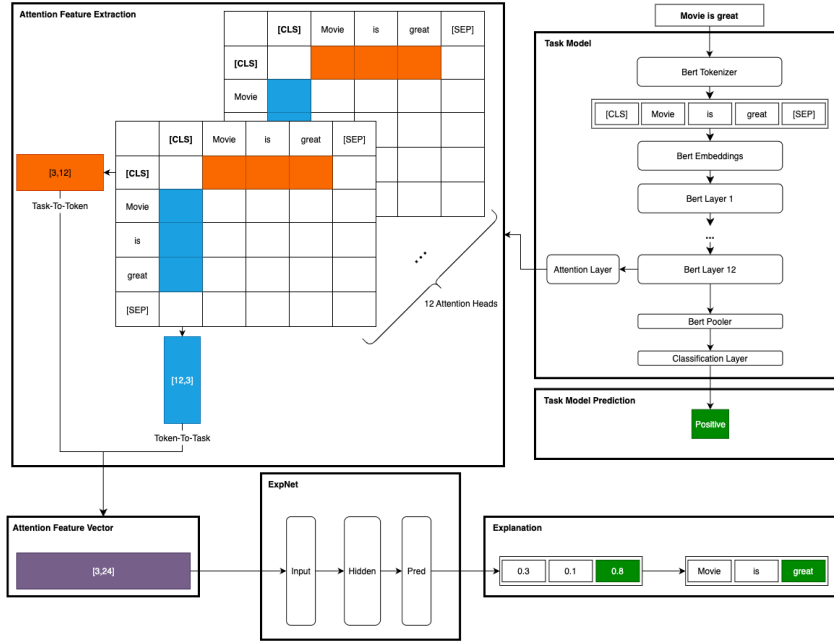 Attention Feature Extraction
[CLS] Movie is great [SEP]
[CLS]
Movie
[CLS] Movie is great [SEP]
[CLS]
Movie
is
great
[SEP]
[3,12]
Task-To-Token
...
12 Attention Heads
[12,3]
Token-To-Task
Movie is great
Task Model
Bert Tokenizer
[CLS] Movie is great [SEP]
Bert Embeddings
Bert Layer 1
...
Attention Layer
Bert Layer 12
Bert Pooler
Classification Layer
Task Model Prediction
Positive
Attention Feature Vector
[3,24]
ExpNet
Input Hidden Pred
Explanation
0.3 0.1 0.8
Movie is great